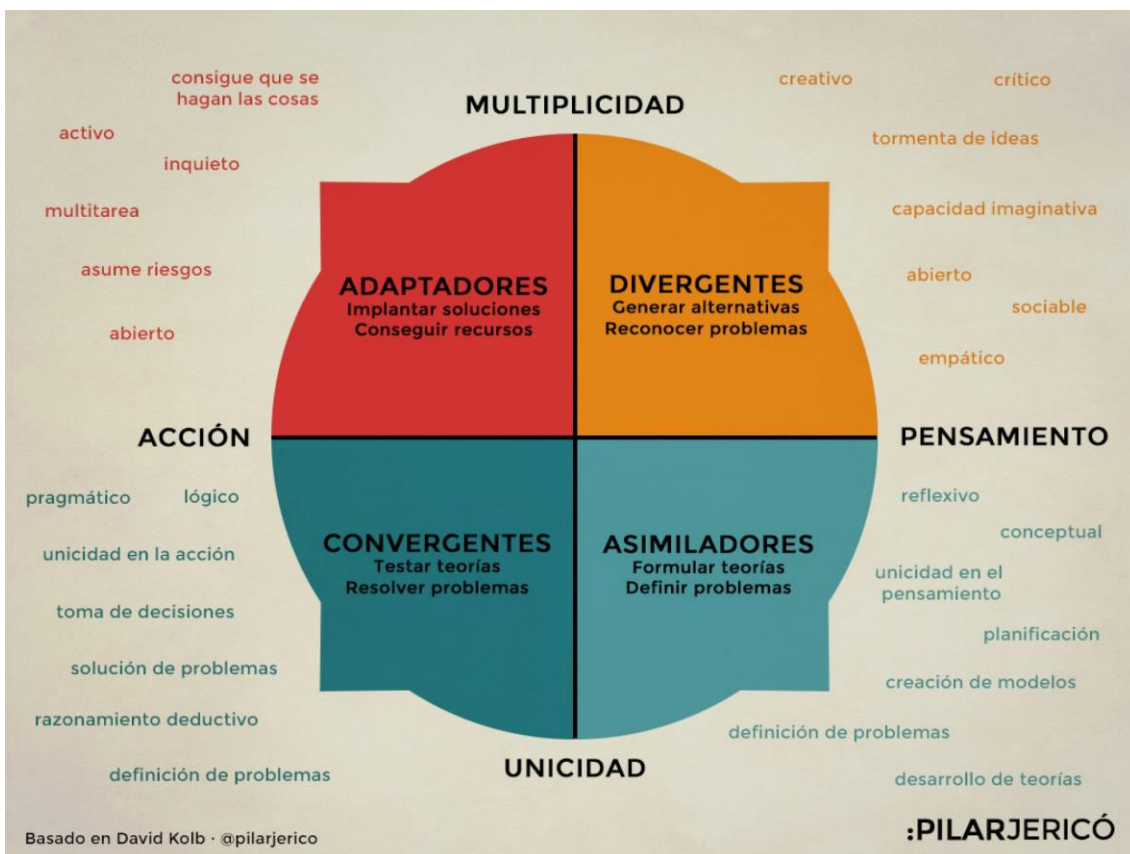 MULTIPLICIDAD
consigue que se
hagan las cosas
activo
inquieto
multitarea
asume riesgos
abierto
creativo
crítico
tormenta de ideas
capacidad imaginativa
abierto
sociable
empático
ADAPTADORES
Implantar soluciones
Conseguir recursos
DIVERGENTES
Generar alternativas
Reconocer problemas
ACCIÓN
PENSAMIENTO
pragmático
lógico
unicidad en la acción
toma de decisiones
solución de problemas
razonamiento deductivo
definición de problemas
CONVERGENTES
Testar teorías
Resolver problemas
ASIMILADORES
Formular teorías
Definir problemas
reflexivo
conceptual
unicidad en el
pensamiento
planificación
creación de modelos
definición de problemas
desarrollo de teorías
UNICIDAD
Basado en David Kolb · @pilarjerico
:PILARJERICÓ